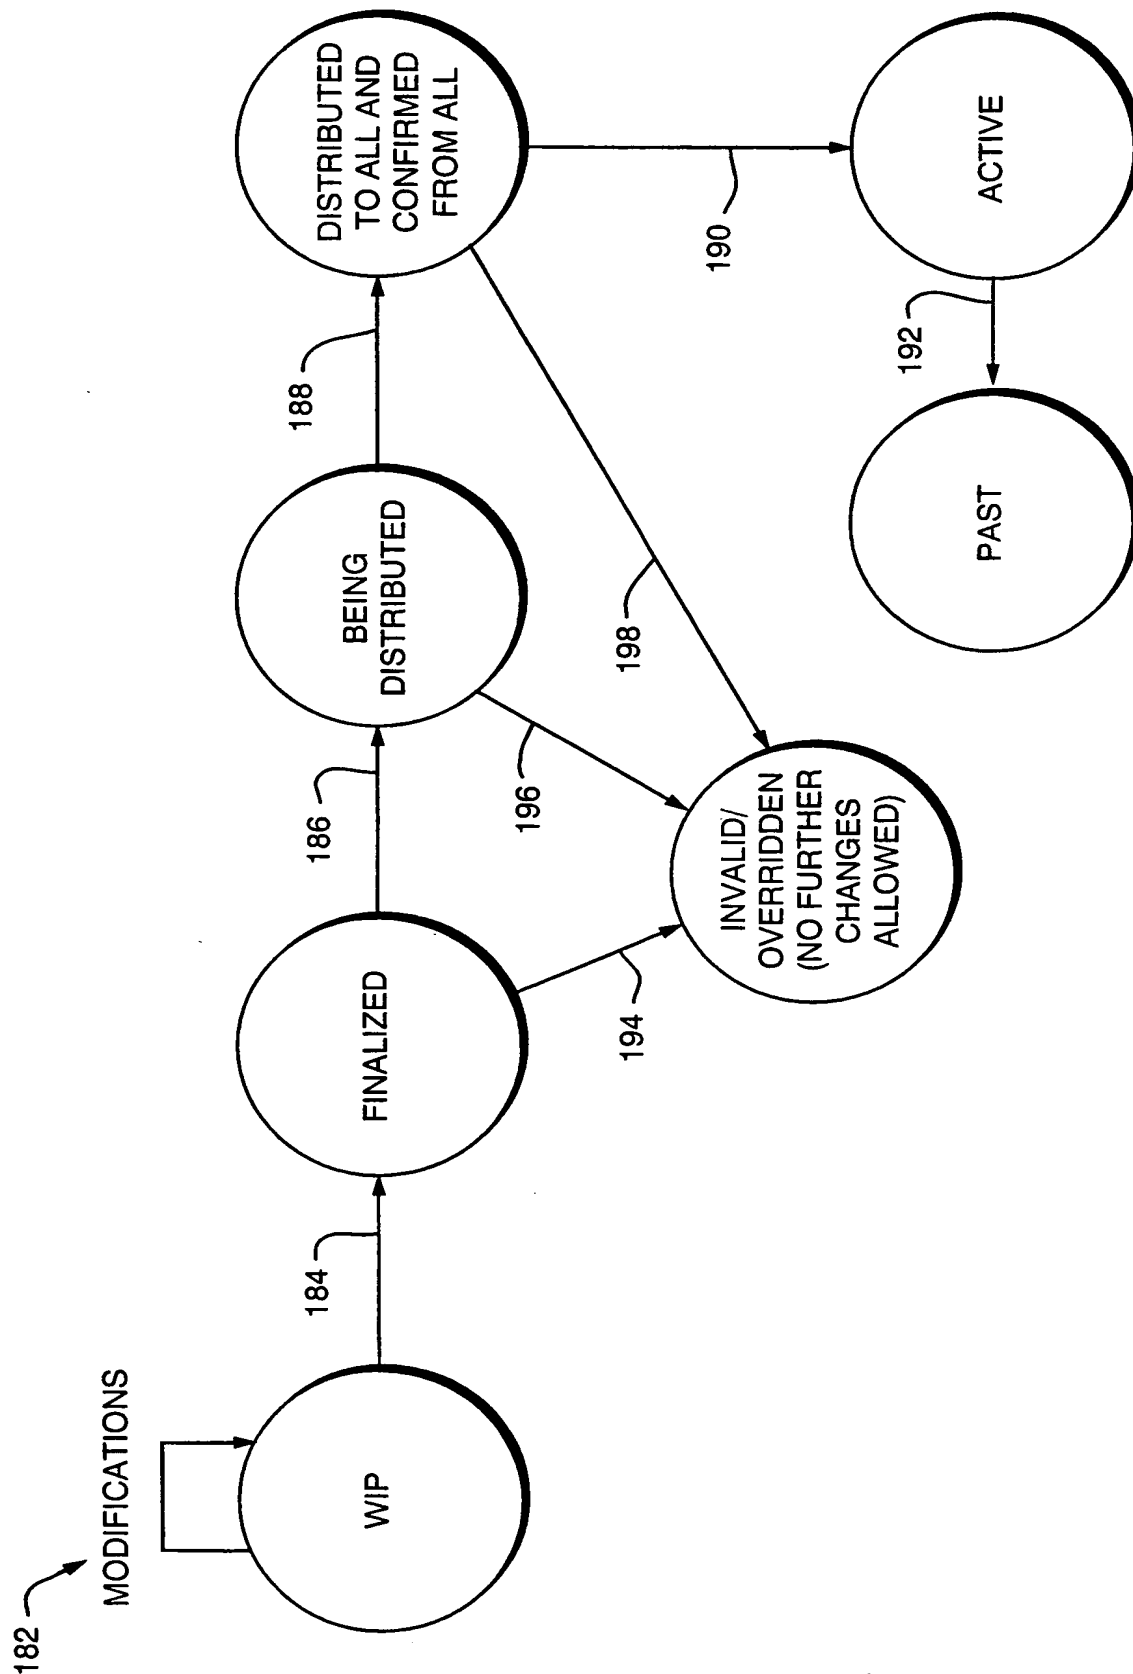 182
MODIFICATIONS
WIP
184
FINALIZED
186
BEING
DISTRIBUTED
188
DISTRIBUTED
TO ALL AND
CONFIRMED
FROM ALL
194
196
198
190
INVALID/
OVERRIDDEN
(NO FURTHER
CHANGES
ALLOWED)
PAST
192
ACTIVE